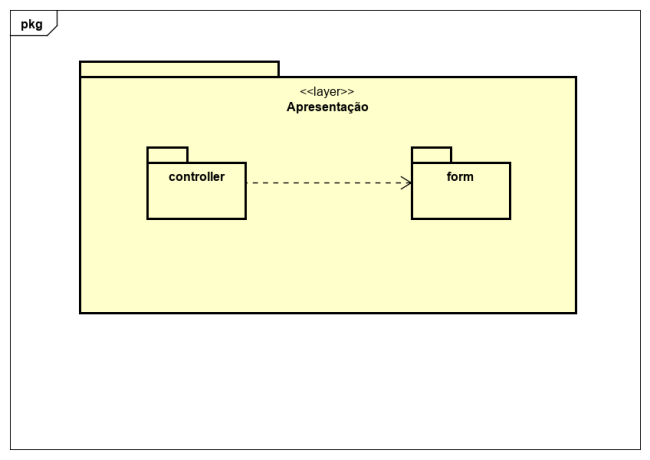 pkg
<<layer>>
Apresentação
controller
form